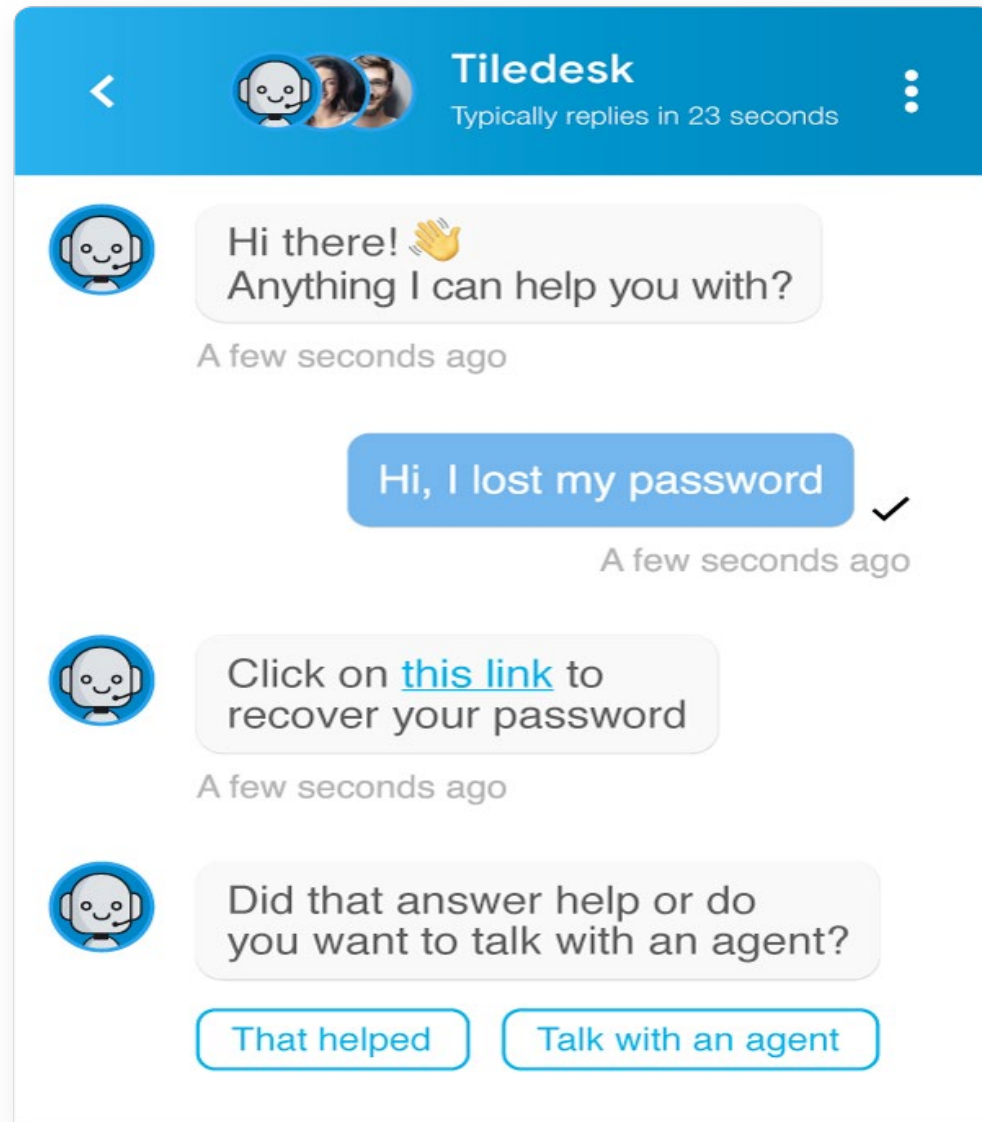 Tiledesk
Typically replies in 23 seconds
Hi there! 👋
Anything I can help you with?
A few seconds ago
Hi, I lost my password
A few seconds ago
Click on this link to
recover your password
A few seconds ago
Did that answer help or do
you want to talk with an agent?
That helped
Talk with an agent